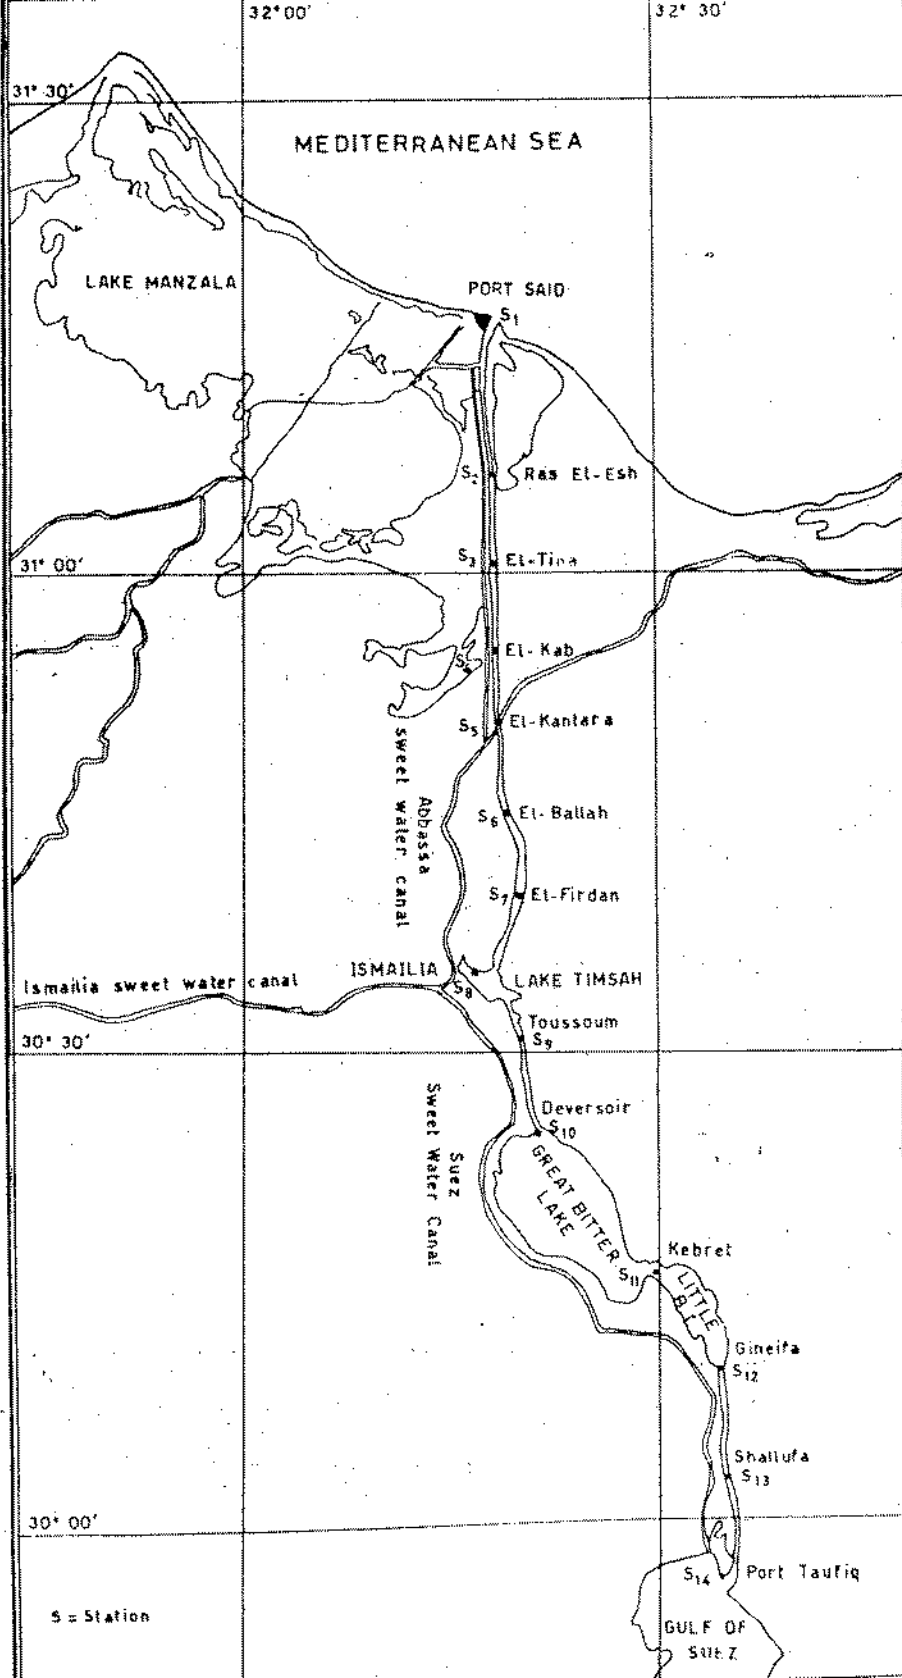 32° 00'
32° 30'
31° 30'
MEDITERRANEAN SEA
LAKE MANZALA
PORT SAID
S1
S2
Ras El-Esh
S3
El-Tina
31° 00'
El-Kab
S4
S5
El-Kantara
S6
El-Ballah
Abbassa
sweet water canal
S7
El-Firdan
ISMAILIA
LAKE TIMSAH
Ismailia sweet water canal
S8
Toussoum
S9
30° 30'
Deversoir
S10
Suez
Sweet Water Canal
GREAT BITTER
LAKE
Kebret
S11
LITTLE
B.L.
Gineifa
S12
Shallufa
S13
30° 00'
S14
Port Taufiq
S = Station
GULF OF
SUEZ